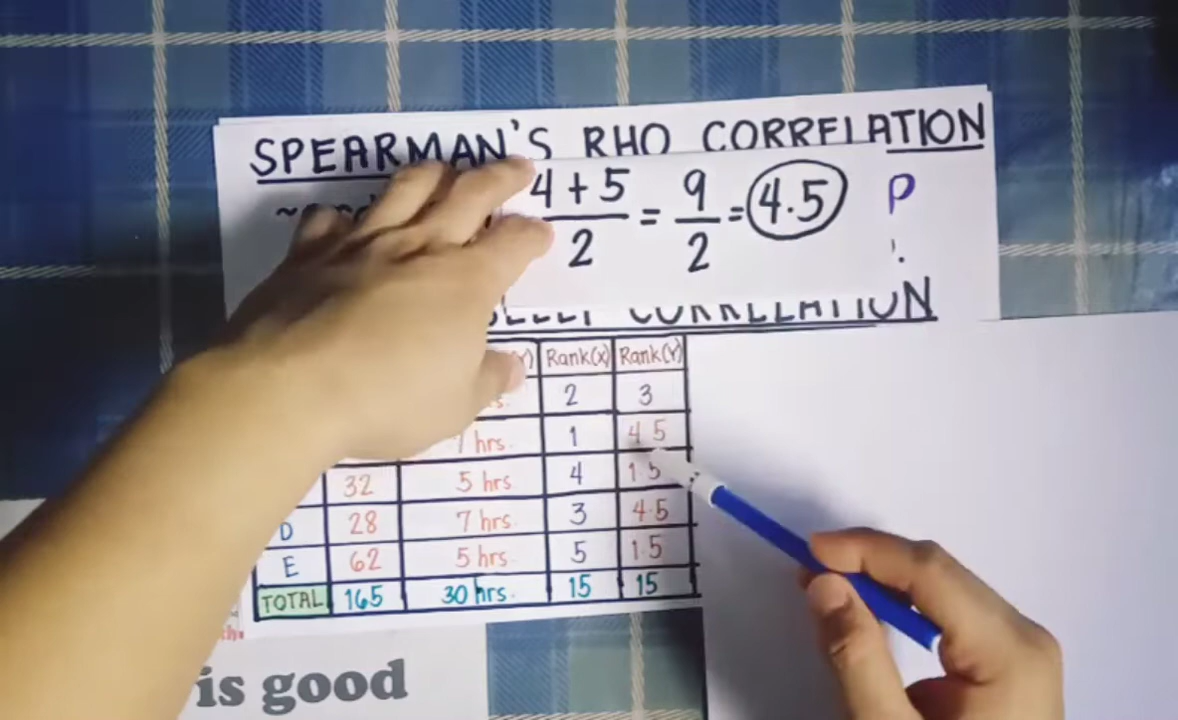 SPEARMAN'S RHO CORRELATION
4+5/2 = 9/2 = 4.5 P
CORRELATION
Rank(X) Rank(Y)
2 3
7 hrs. 1 4.5
32 5 hrs 4 1.5
D 28 7 hrs. 3 4.5
E 62 5 hrs. 5 1.5
TOTAL 165 30 hrs. 15 15
is good